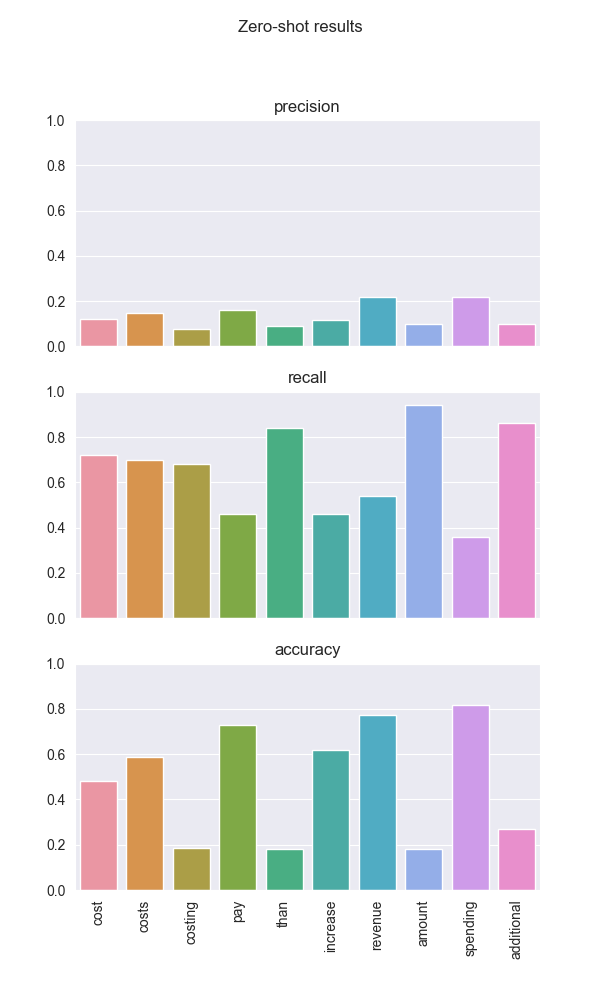 Zero-shot results
precision
1.0
0.8
0.6
0.4
0.2
0.0
recall
1.0
0.8
0.6
0.4
0.2
0.0
accuracy
1.0
0.8
0.6
0.4
0.2
0.0
cost
costs
costing
pay
than
increase
revenue
amount
spending
additional